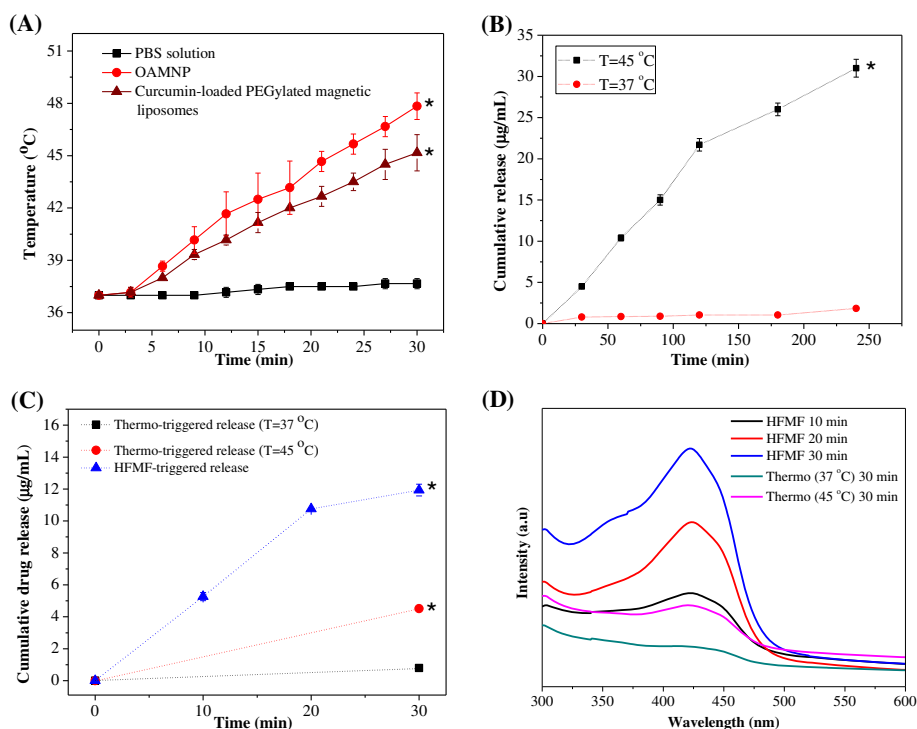 (A)
PBS solution
OAMNP
Curcumin-loaded PEGylated magnetic
liposomes
*
*
51
48
45
42
39
36
Temperature (°C)
0 5 10 15 20 25 30
Time (min)
(B)
T=45 °C
T=37 °C
*
35
30
25
20
15
10
5
0
Cumulative release (µg/mL)
0 50 100 150 200 250
Time (min)
(C)
Thermo-triggered release (T=37 °C)
Thermo-triggered release (T=45 °C)
HFMF-triggered release
*
*
16
14
12
10
8
6
4
2
0
Cumulative drug release (µg/mL)
0 10 20 30
Time (min)
(D)
HFMF 10 min
HFMF 20 min
HFMF 30 min
Thermo (37 °C) 30 min
Thermo (45 °C) 30 min
Intensity (a.u)
300 350 400 450 500 550 600
Wavelength (nm)